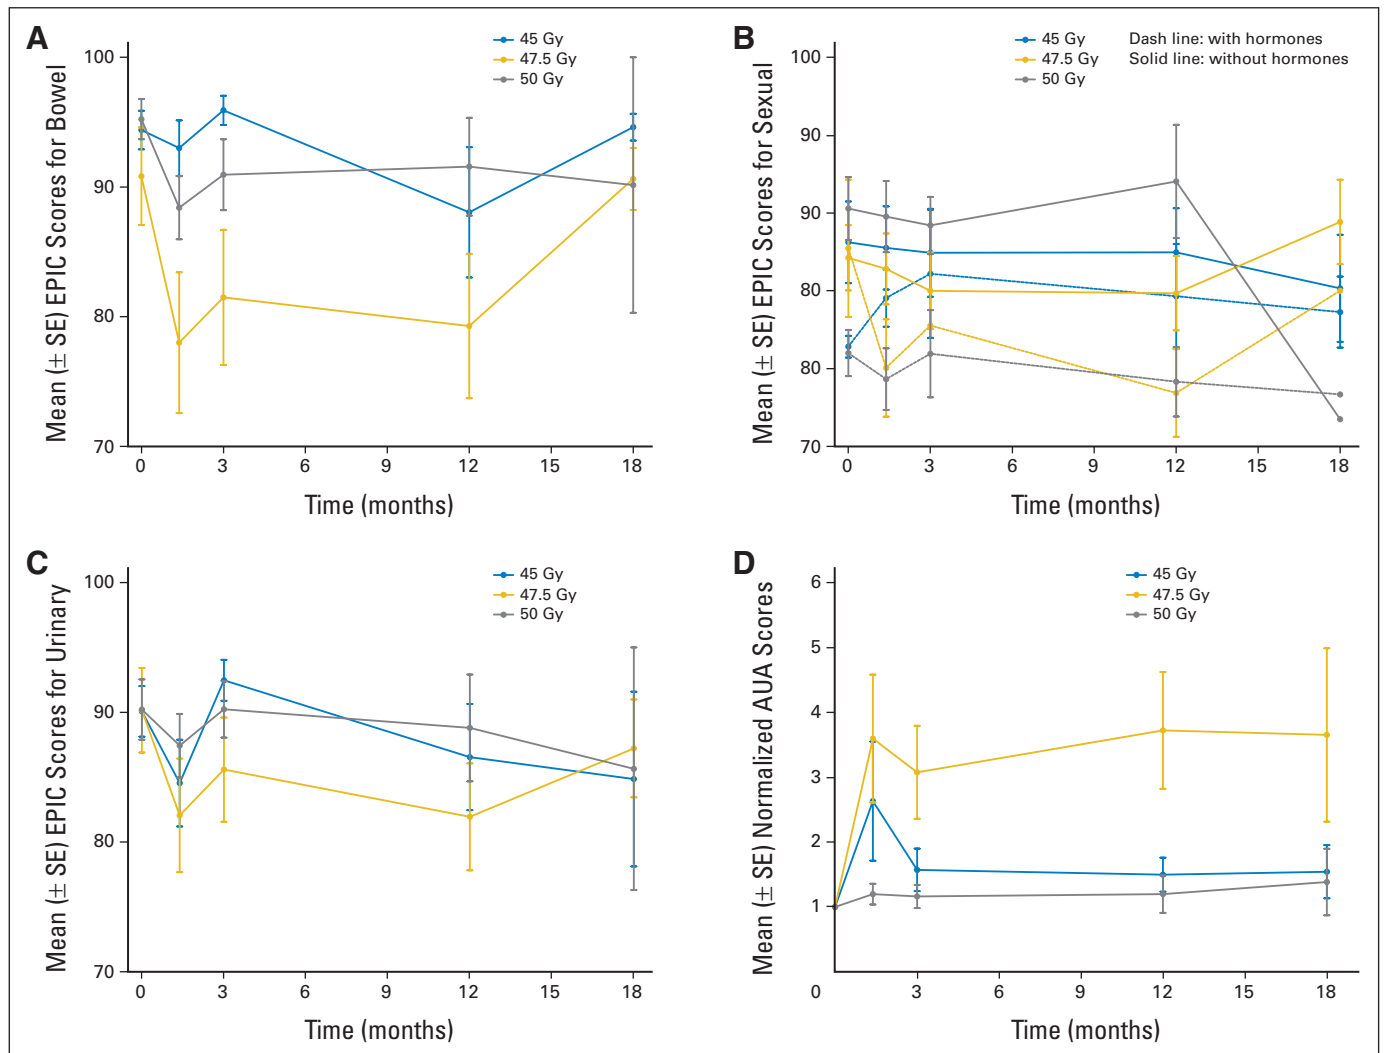 A
Mean (± SE) EPIC Scores for Bowel
45 Gy
47.5 Gy
50 Gy
100
90
80
70
0 3 6 9 12 15 18
Time (months)
B
Mean (± SE) EPIC Scores for Sexual
45 Gy
47.5 Gy
50 Gy
Dash line: with hormones
Solid line: without hormones
100
90
90
80
80
70
0 3 6 9 12 15 18
Time (months)
C
Mean (± SE) EPIC Scores for Urinary
45 Gy
47.5 Gy
50 Gy
100
90
80
70
0 3 6 9 12 15 18
Time (months)
D
Mean (± SE) Normalized AUA Scores
45 Gy
47.5 Gy
50 Gy
6
5
4
3
2
1
0 3 6 9 12 15 18
Time (months)